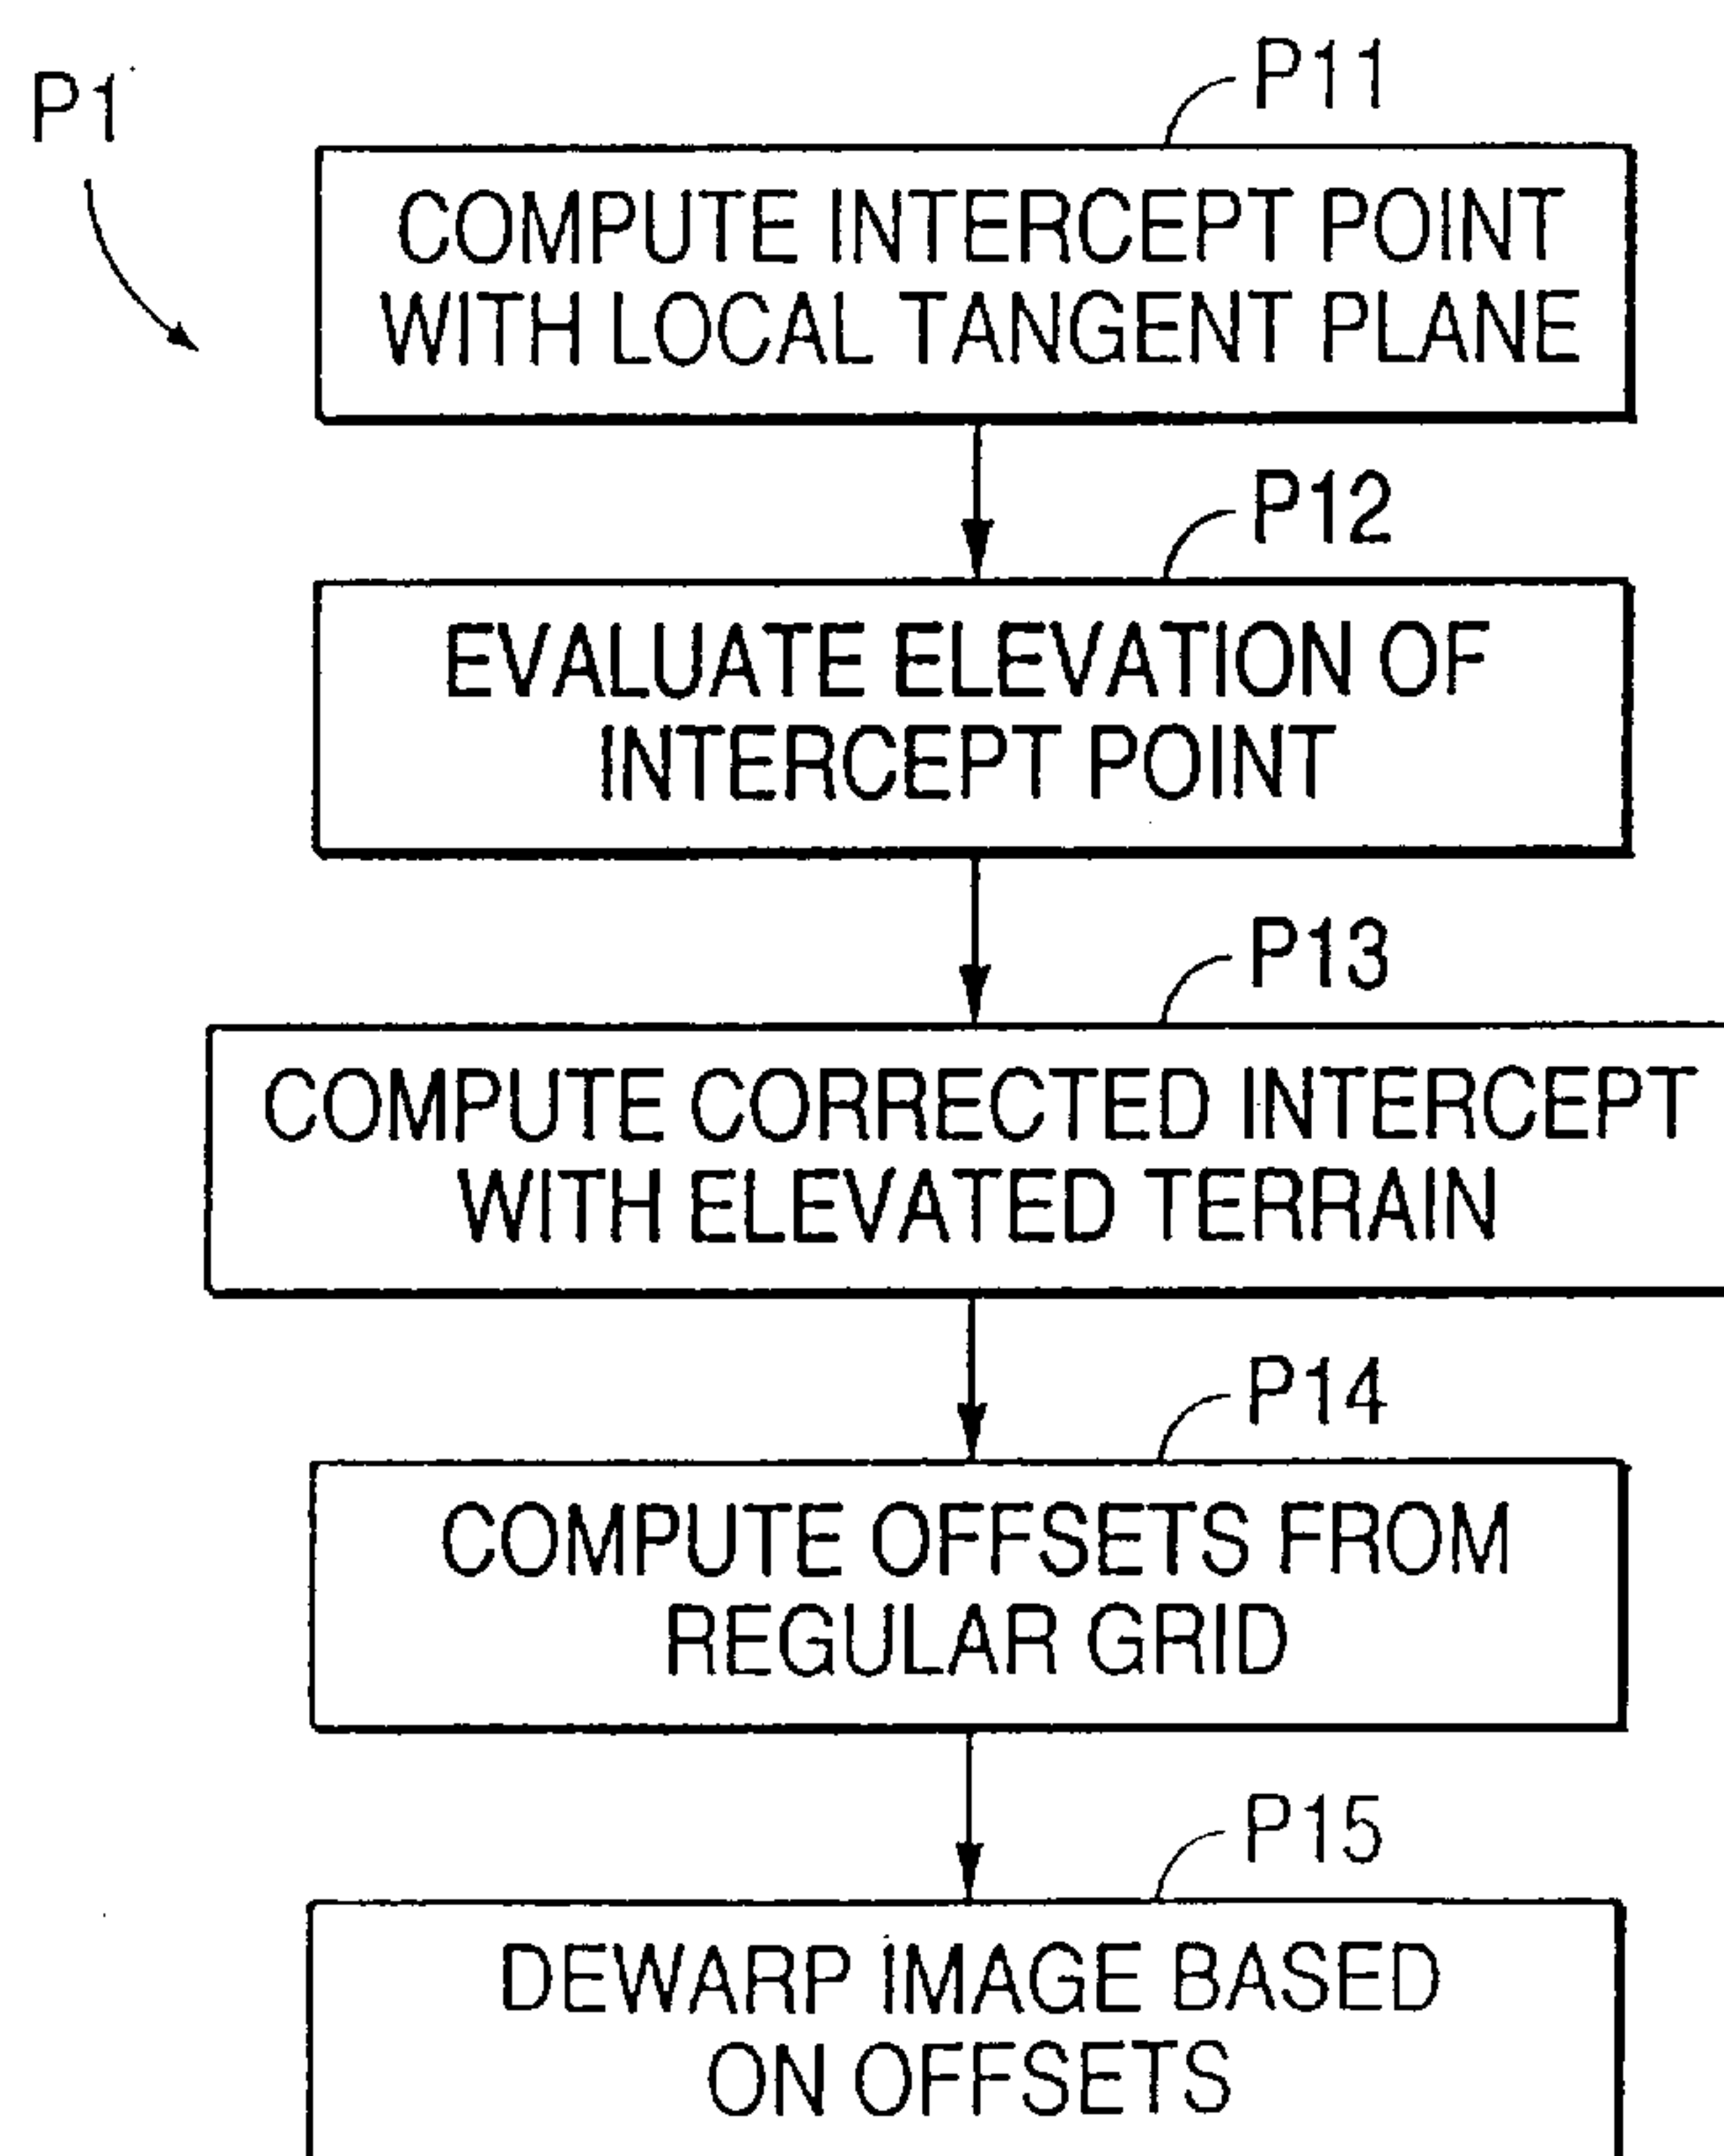 P1
P11
COMPUTE INTERCEPT POINT
WITH LOCAL TANGENT PLANE
P12
EVALUATE ELEVATION OF
INTERCEPT POINT
P13
COMPUTE CORRECTED INTERCEPT
WITH ELEVATED TERRAIN
P14
COMPUTE OFFSETS FROM
REGULAR GRID
P15
DEWARP IMAGE BASED
ON OFFSETS